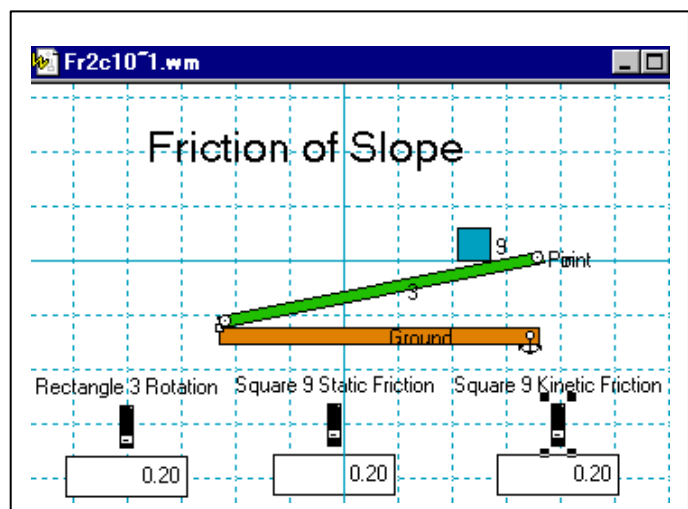 Fr2c10~1.wm
Friction of Slope
9
Point
3
Ground
Rectangle 3 Rotation
Square 9 Static Friction
Square 9 Kinetic Friction
0.20
0.20
0.20